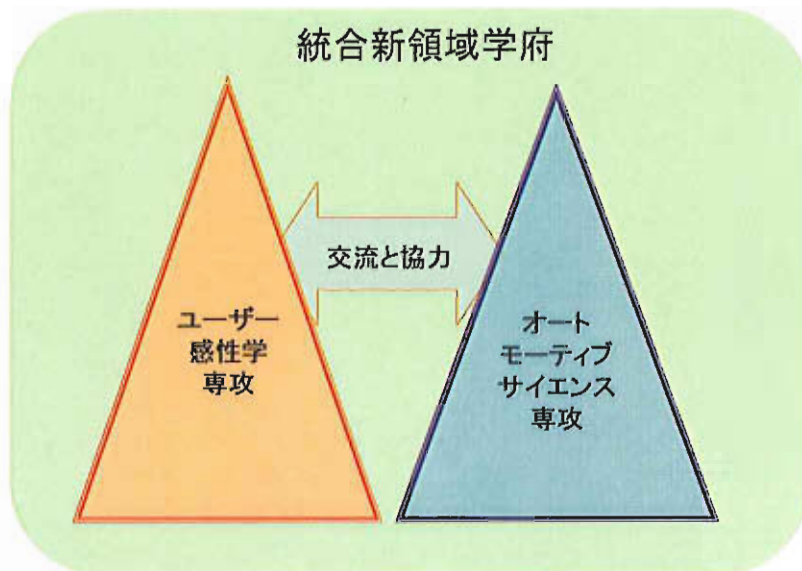 統合新領域学府
交流と協力
ユーザー
感性学
専攻
オート
モーティブ
サイエンス
専攻